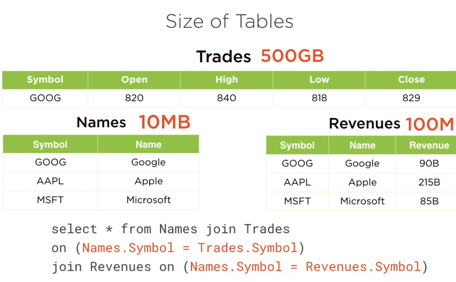 Size of Tables
Trades 500GB
Symbol Open High Low Close
GOOG 820 840 818 829
Names 10MB
Symbol Name
GOOG Google
AAPL Apple
MSFT Microsoft
Revenues 100M
Symbol Name Revenue
GOOG Google 90B
AAPL Apple 215B
MSFT Microsoft 85B
select * from Names join Trades
on (Names.Symbol = Trades.Symbol)
join Revenues on (Names.Symbol = Revenues.Symbol)